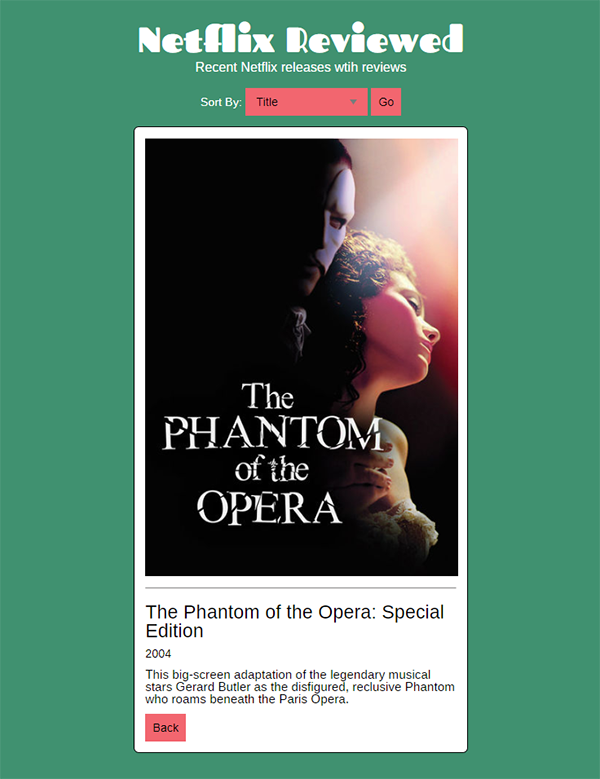 Netflix Reviewed
Recent Netflix releases wtih reviews
Sort By: Title Go
The
PHANTOM
of the
OPERA
The Phantom of the Opera: Special
Edition
2004
This big-screen adaptation of the legendary musical
stars Gerard Butler as the disfigured, reclusive Phantom
who roams beneath the Paris Opera.
Back